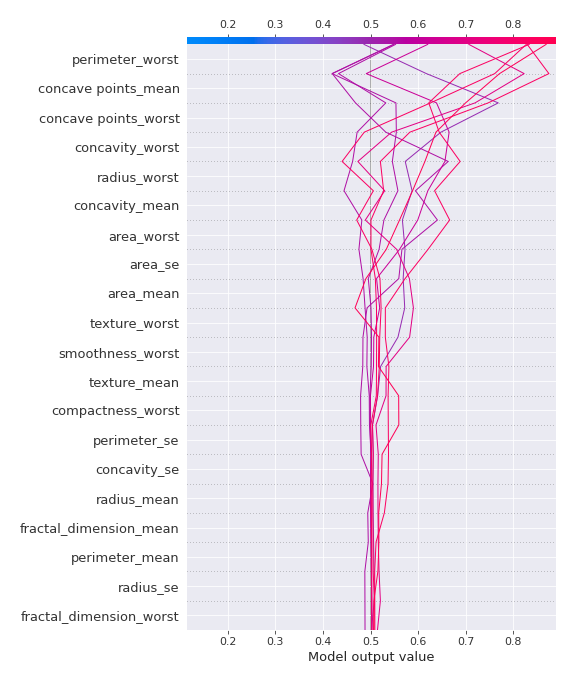 0.2 0.3 0.4 0.5 0.6 0.7 0.8
perimeter_worst
concave points_mean
concave points_worst
concavity_worst
radius_worst
concavity_mean
area_worst
area_se
area_mean
texture_worst
smoothness_worst
texture_mean
compactness_worst
perimeter_se
concavity_se
radius_mean
fractal_dimension_mean
perimeter_mean
radius_se
fractal_dimension_worst
0.2 0.3 0.4 0.5 0.6 0.7 0.8
Model output value